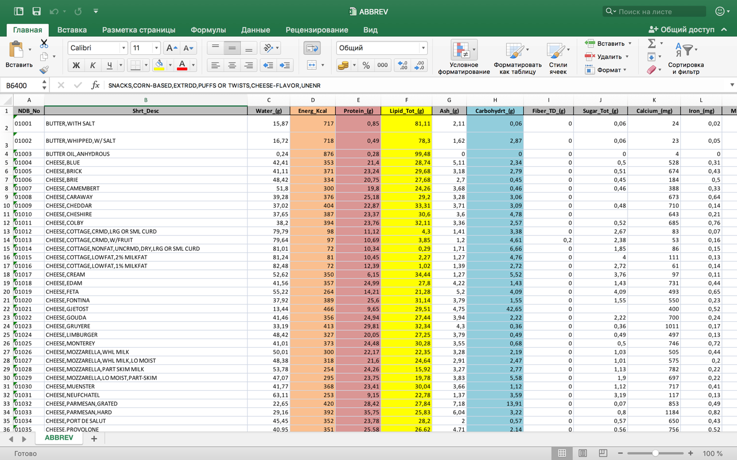 ABBREV
Поиск на листе
Главная Вставка Разметка страницы Формулы Данные Рецензирование Вид Общий доступ
Вставить
Calibri 11 Общий
Ж К Ч
% 000
Условное форматирование
Форматировать как таблицу
Стили ячеек
Вставить
Удалить
Формат
Сортировка и фильтр
B6400 fx SNACKS,CORN-BASED,EXTRDD,PUFFS OR TWISTS,CHEESE-FLAVOR,UNENR
A B C D E F G H I J K L
1 NDB_No Shrt_Desc Water_(g) Energ_Kcal Protein_(g) Lipid_Tot_(g) Ash_(g) Carbohydrt_(g) Fiber_TD_(g) Sugar_Tot_(g) Calcium_(mg) Iron_(mg) M
2 01001 BUTTER,WITH SALT 15,87 717 0,85 81,11 2,11 0,06 0 0,06 24 0,02
3 01002 BUTTER,WHIPPED,W/ SALT 16,72 718 0,49 78,3 1,62 2,87 0 0,06 23 0,05
4 01003 BUTTER OIL,ANHYDROUS 0,24 876 0,28 99,48 0 0 0 0 4 0
5 01004 CHEESE,BLUE 42,41 353 21,4 28,74 5,11 2,34 0 0,5 528 0,31
6 01005 CHEESE,BRICK 41,11 371 23,24 29,68 3,18 2,79 0 0,51 674 0,43
7 01006 CHEESE,BRIE 48,42 334 20,75 27,68 2,7 0,45 0 0,45 184 0,5
8 01007 CHEESE,CAMEMBERT 51,8 300 19,8 24,26 3,68 0,46 0 0,46 388 0,33
9 01008 CHEESE,CARAWAY 39,28 376 25,18 29,2 3,28 3,06 0 673 0,64
10 01009 CHEESE,CHEDDAR 37,02 404 22,87 33,31 3,71 3,09 0 0,48 710 0,14
11 01010 CHEESE,CHESHIRE 37,65 387 23,37 30,6 3,6 4,78 0 643 0,21
12 01011 CHEESE,COLBY 38,2 394 23,76 32,11 3,36 2,57 0 0,52 685 0,76
13 01012 CHEESE,COTTAGE,CRMD,LRG OR SML CURD 79,79 98 11,12 4,3 1,41 3,38 0 2,67 83 0,07
14 01013 CHEESE,COTTAGE,CRMD,W/FRUIT 79,64 97 10,69 3,85 1,2 4,61 0,2 2,38 53 0,16
15 01014 CHEESE,COTTAGE,NONFAT,UNCRMD,DRY,LRG OR SML CURD 81,01 72 10,34 0,29 1,71 6,66 0 1,85 86 0,15
16 01015 CHEESE,COTTAGE,LOWFAT,2% MILKFAT 81,24 81 10,45 2,27 1,27 4,76 0 4 111 0,13
17 01016 CHEESE,COTTAGE,LOWFAT,1% MILKFAT 82,48 72 12,39 1,02 1,39 2,72 0 2,72 61 0,14
18 01017 CHEESE,CREAM 52,62 350 6,15 34,44 1,27 5,52 0 3,76 97 0,11
19 01018 CHEESE,EDAM 41,56 357 24,99 27,8 4,22 1,43 0 1,43 731 0,44
20 01019 CHEESE,FETA 55,22 264 14,21 21,28 5,2 4,09 0 4,09 493 0,65
21 01020 CHEESE,FONTINA 37,92 389 25,6 31,14 3,79 1,55 0 1,55 550 0,23
22 01021 CHEESE,GJETOST 13,44 466 9,65 29,51 4,75 42,65 0 400 0,52
23 01022 CHEESE,GOUDA 41,46 356 24,94 27,44 3,94 2,22 0 2,22 700 0,24
24 01023 CHEESE,GRUYERE 33,19 413 29,81 32,34 4,3 0,36 0 0,36 1011 0,17
25 01024 CHEESE,LIMBURGER 48,42 327 20,05 27,25 3,79 0,49 0 0,49 497 0,13
26 01025 CHEESE,MONTEREY 41,01 373 24,48 30,28 3,55 0,68 0 0,5 746 0,72
27 01026 CHEESE,MOZZARELLA,WHL MILK 50,01 300 22,17 22,35 3,28 2,19 0 1,03 505 0,44
28 01027 CHEESE,MOZZARELLA,WHL MILK,LO MOIST 48,38 318 21,6 24,64 2,91 2,47 0 1,01 575 0,2
29 01028 CHEESE,MOZZARELLA,PART SKIM MILK 53,78 254 24,26 15,92 3,27 2,77 0 1,13 782 0,22
30 01029 CHEESE,MOZZARELLA,LO MOIST,PART-SKIM 47,07 295 23,75 19,78 3,83 5,58 0 1,9 697 0,22
31 01030 CHEESE,MUENSTER 41,77 368 23,41 30,04 3,66 1,12 0 1,12 717 0,41
32 01031 CHEESE,NEUFCHATEL 63,11 253 9,15 22,78 1,37 3,59 0 3,19 117 0,13
33 01032 CHEESE,PARMESAN,GRATED 22,65 420 28,42 27,84 7,18 13,91 0 0,07 853 0,49
34 01033 CHEESE,PARMESAN,HARD 29,16 392 35,75 25,83 6,04 3,22 0 0,8 1184 0,82
35 01034 CHEESE,PORT DE SALUT 45,45 352 23,78 28,2 2 0,57 0 0,57 650 0,43
36 01035 CHEESE,PROVOLONE 40,95 351 25,58 26,62 4,71 2,14 0 0,56 756 0,52
ABBREV
Готово 100 %